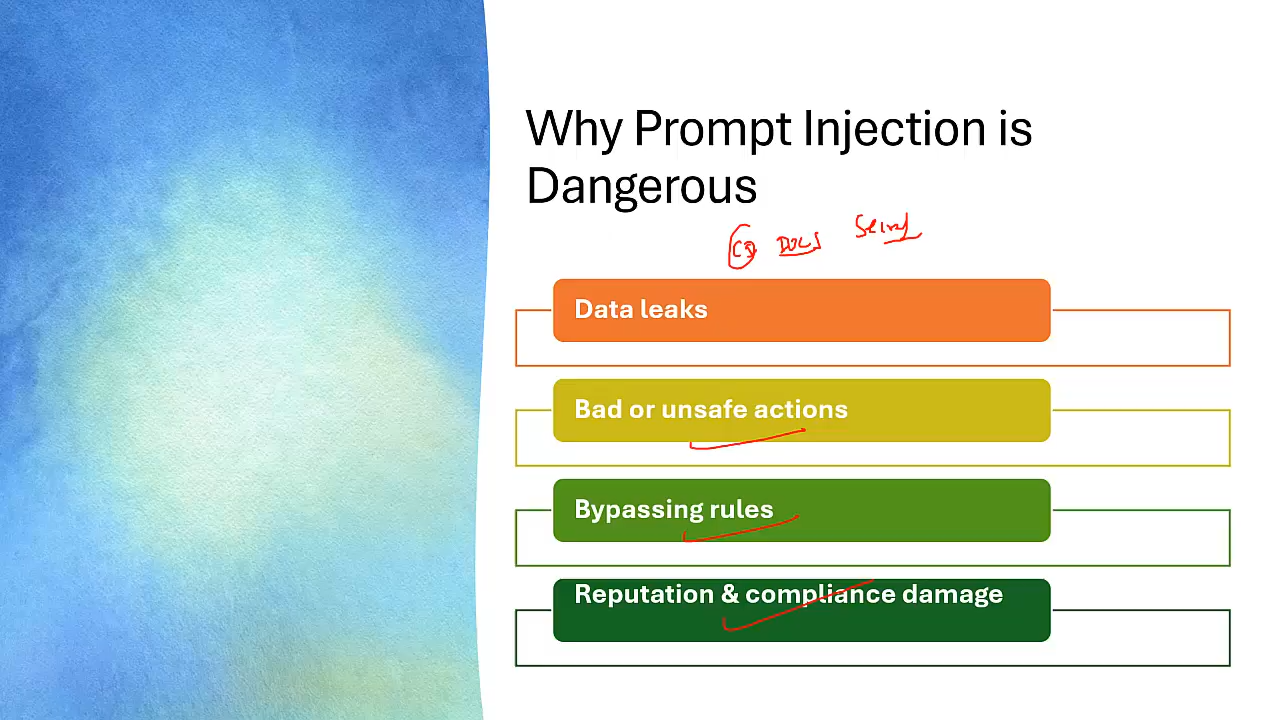 Why Prompt Injection is
Dangerous
DOCS
Data leaks
Bad or unsafe actions
Bypassing rules
Reputation & compliance damage